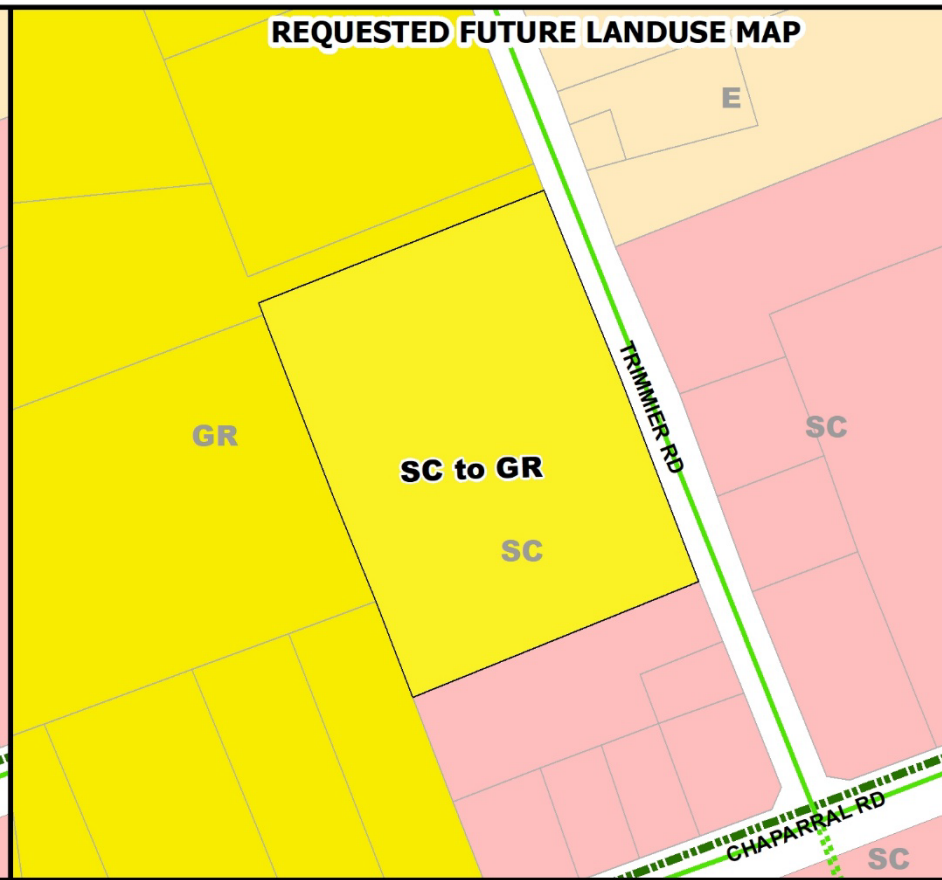 REQUESTED FUTURE LANDUSE MAP
E
TRIMMIER RD
GR
SC
SC to GR
SC
CHAPARRAL RD
SC